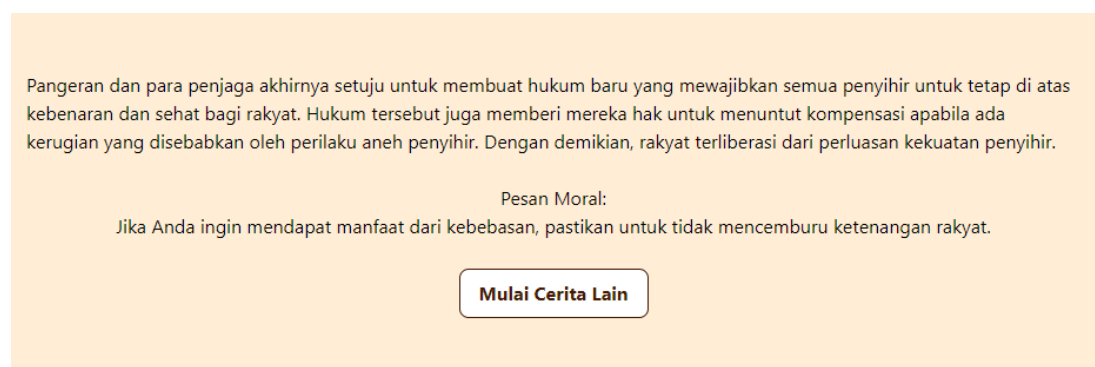 Pangeran dan para penjaga akhirnya setuju untuk membuat hukum baru yang mewajibkan semua penyihir untuk tetap di atas
kebenaran dan sehat bagi rakyat. Hukum tersebut juga memberi mereka hak untuk menuntut kompensasi apabila ada
kerugian yang disebabkan oleh perilaku aneh penyihir. Dengan demikian, rakyat terliberasi dari perluasan kekuatan penyihir.
Pesan Moral:
Jika Anda ingin mendapat manfaat dari kebebasan, pastikan untuk tidak mencemburu ketenangan rakyat.
Mulai Cerita Lain